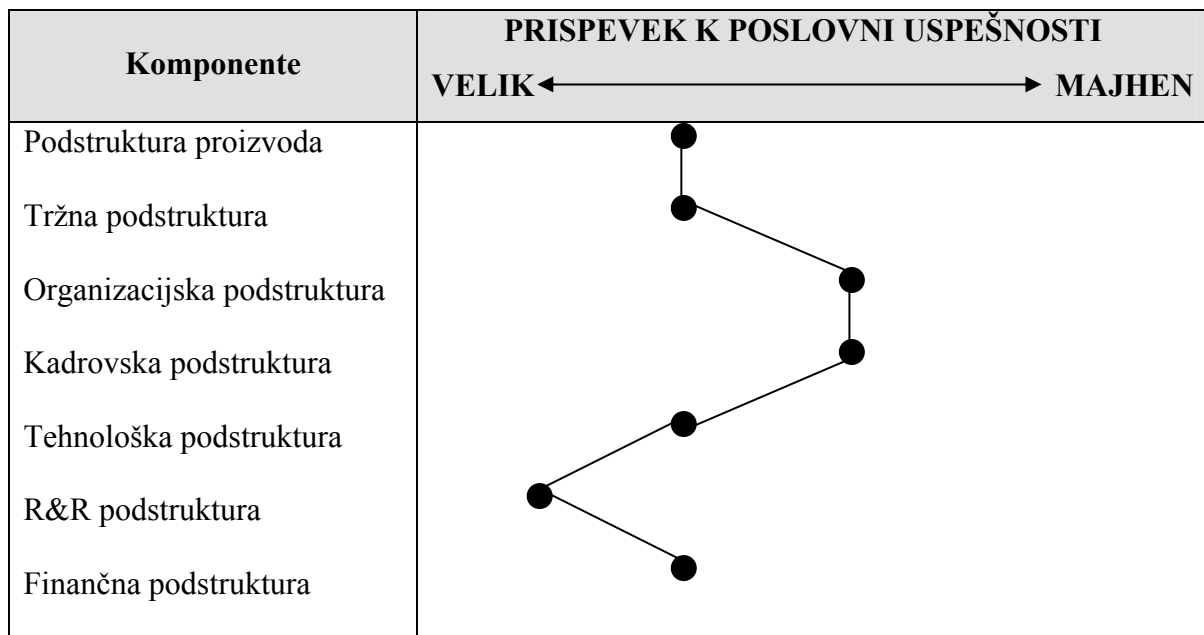 Komponente
PRISPEVEK K POSLOVNI USPEŠNOSTI
VELIK MAJHEN
Podstruktura proizvoda
Tržna podstruktura
Organizacijska podstruktura
Kadrovska podstruktura
Tehnološka podstruktura
R&R podstruktura
Finančna podstruktura